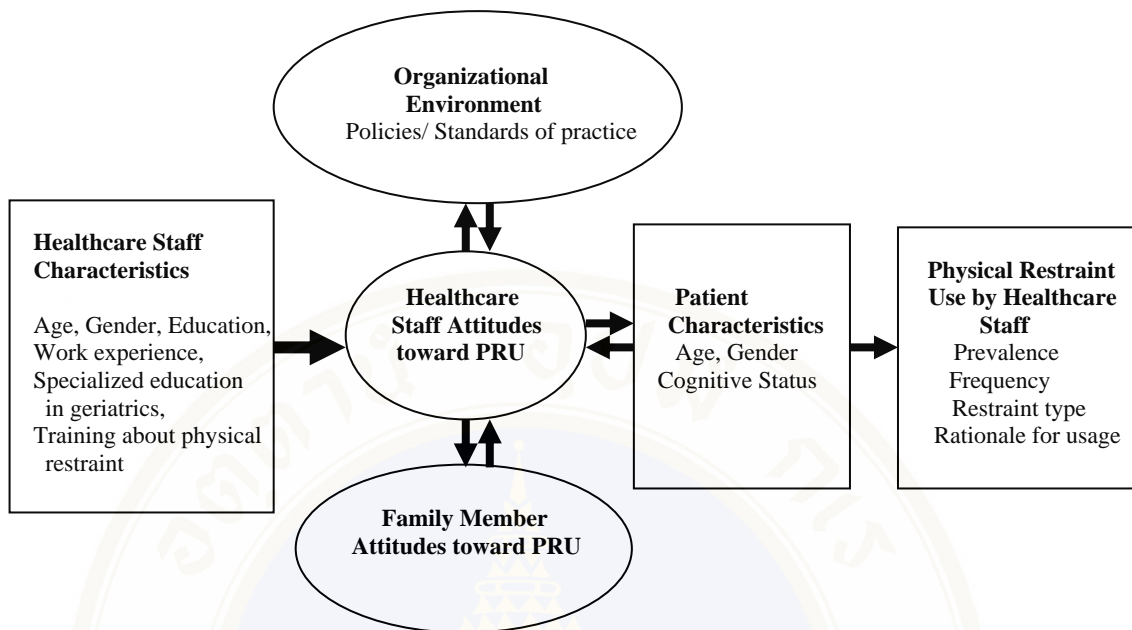 Organizational
Environment
Policies/ Standards of practice
Healthcare Staff
Characteristics
Age, Gender, Education,
Work experience,
Specialized education
in geriatrics,
Training about physical
restraint
Healthcare
Staff Attitudes
toward PRU
Patient
Characteristics
Age, Gender
Cognitive Status
Physical Restraint
Use by Healthcare
Staff
Prevalence
Frequency
Restraint type
Rationale for usage
Family Member
Attitudes toward PRU